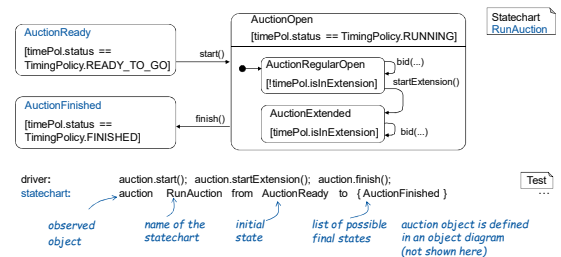 AuctionReady
[timePol.status ==
TimingPolicy.READY_TO_GO]
start()
AuctionOpen
[timePol.status == TimingPolicy.RUNNING]
AuctionRegularOpen
[!timePol.isInExtension]
bid(...)
startExtension()
AuctionExtended
[timePol.isInExtension]
bid(...)
Statechart
RunAuction
AuctionFinished
[timePol.status ==
TimingPolicy.FINISHED]
finish()
driver: auction.start(); auction.startExtension(); auction.finish();
statechart: auction RunAuction from AuctionReady to { AuctionFinished }
Test
...
observed
object
name of the
statechart
initial
state
list of possible
final states
auction object is defined
in an object diagram
(not shown here)